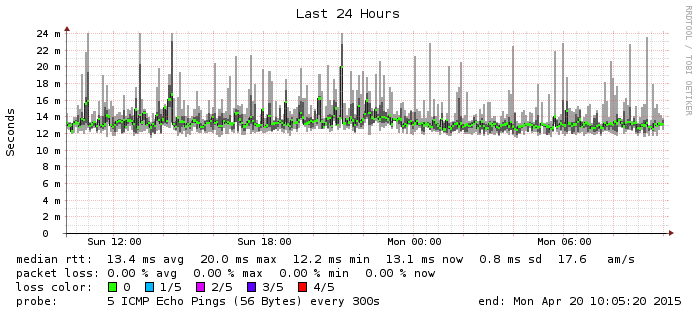 Last 24 Hours
RRDTOOL / TOBI OETIKER
Seconds
24 m
22 m
20 m
18 m
16 m
14 m
12 m
10 m
8 m
6 m
4 m
2 m
0
Sun 12:00 Sun 18:00 Mon 00:00 Mon 06:00
median rtt: 13.4 ms avg 20.0 ms max 12.2 ms min 13.1 ms now 0.8 ms sd 17.6 am/s
packet loss: 0.00 % avg 0.00 % max 0.00 % min 0.00 % now
loss color: 0 1/5 2/5 3/5 4/5
probe: 5 ICMP Echo Pings (56 Bytes) every 300s end: Mon Apr 20 10:05:20 2015